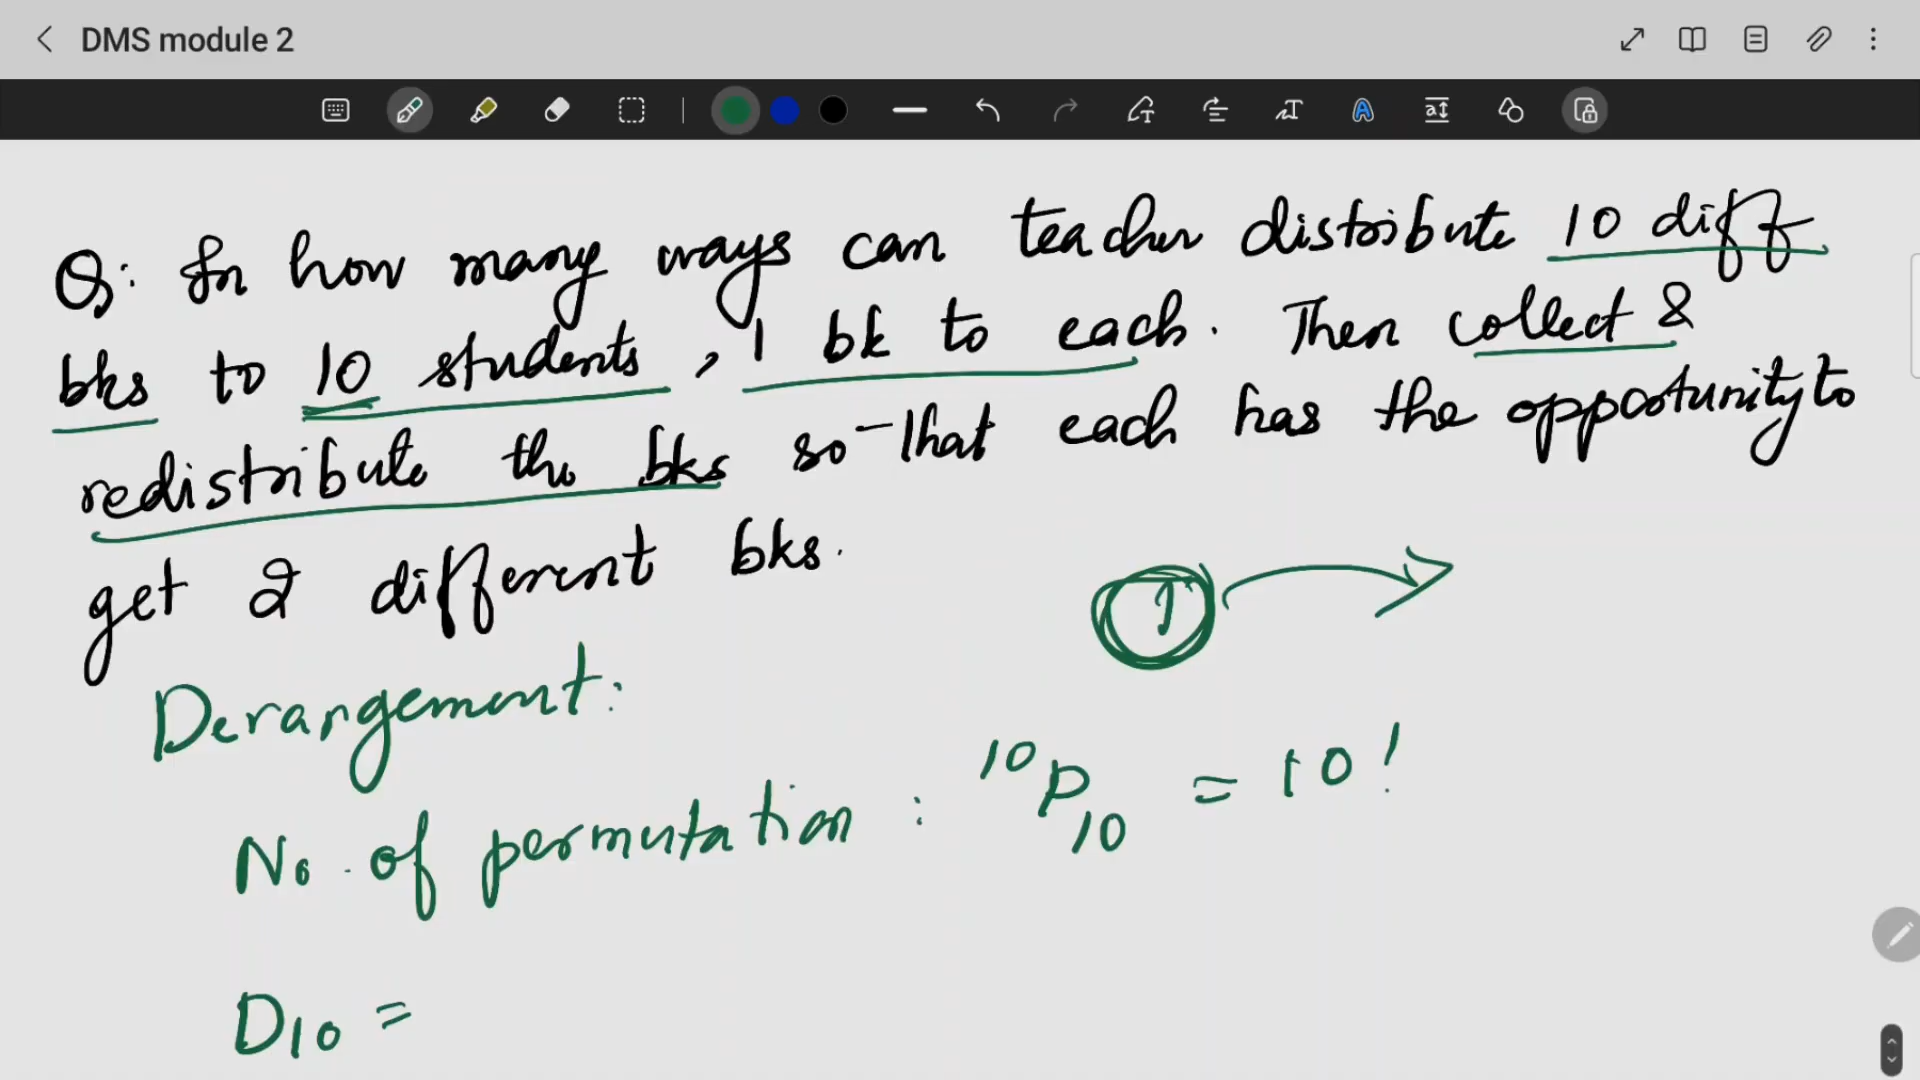 DMS module 2
Q: In how many ways can teacher distribute 10 diff
bks to 10 students, 1 bk to each. Then collect &
redistribute the bks so that each has the opportunity to
get 2 different bks.
1
Derangement:
No. of permutation : ¹⁰P₁₀ = 10!
D₁₀ =